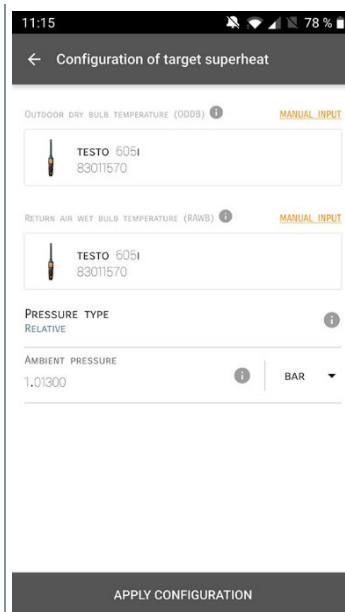 11:15 78 %
Configuration of target superheat
OUTDOOR DRY BULB TEMPERATURE (ODDB) MANUAL INPUT
TESTO 605I
83011570
RETURN AIR WET BULB TEMPERATURE (RAWB) MANUAL INPUT
TESTO 605I
83011570
PRESSURE TYPE
RELATIVE
AMBIENT PRESSURE
1.01300 BAR
APPLY CONFIGURATION